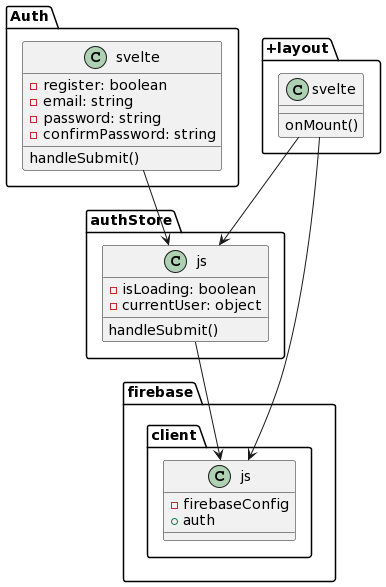 Auth
C svelte
register: boolean
email: string
password: string
confirmPassword: string
handleSubmit()
+layout
C svelte
onMount()
authStore
C js
isLoading: boolean
currentUser: object
handleSubmit()
firebase
client
C js
firebaseConfig
auth